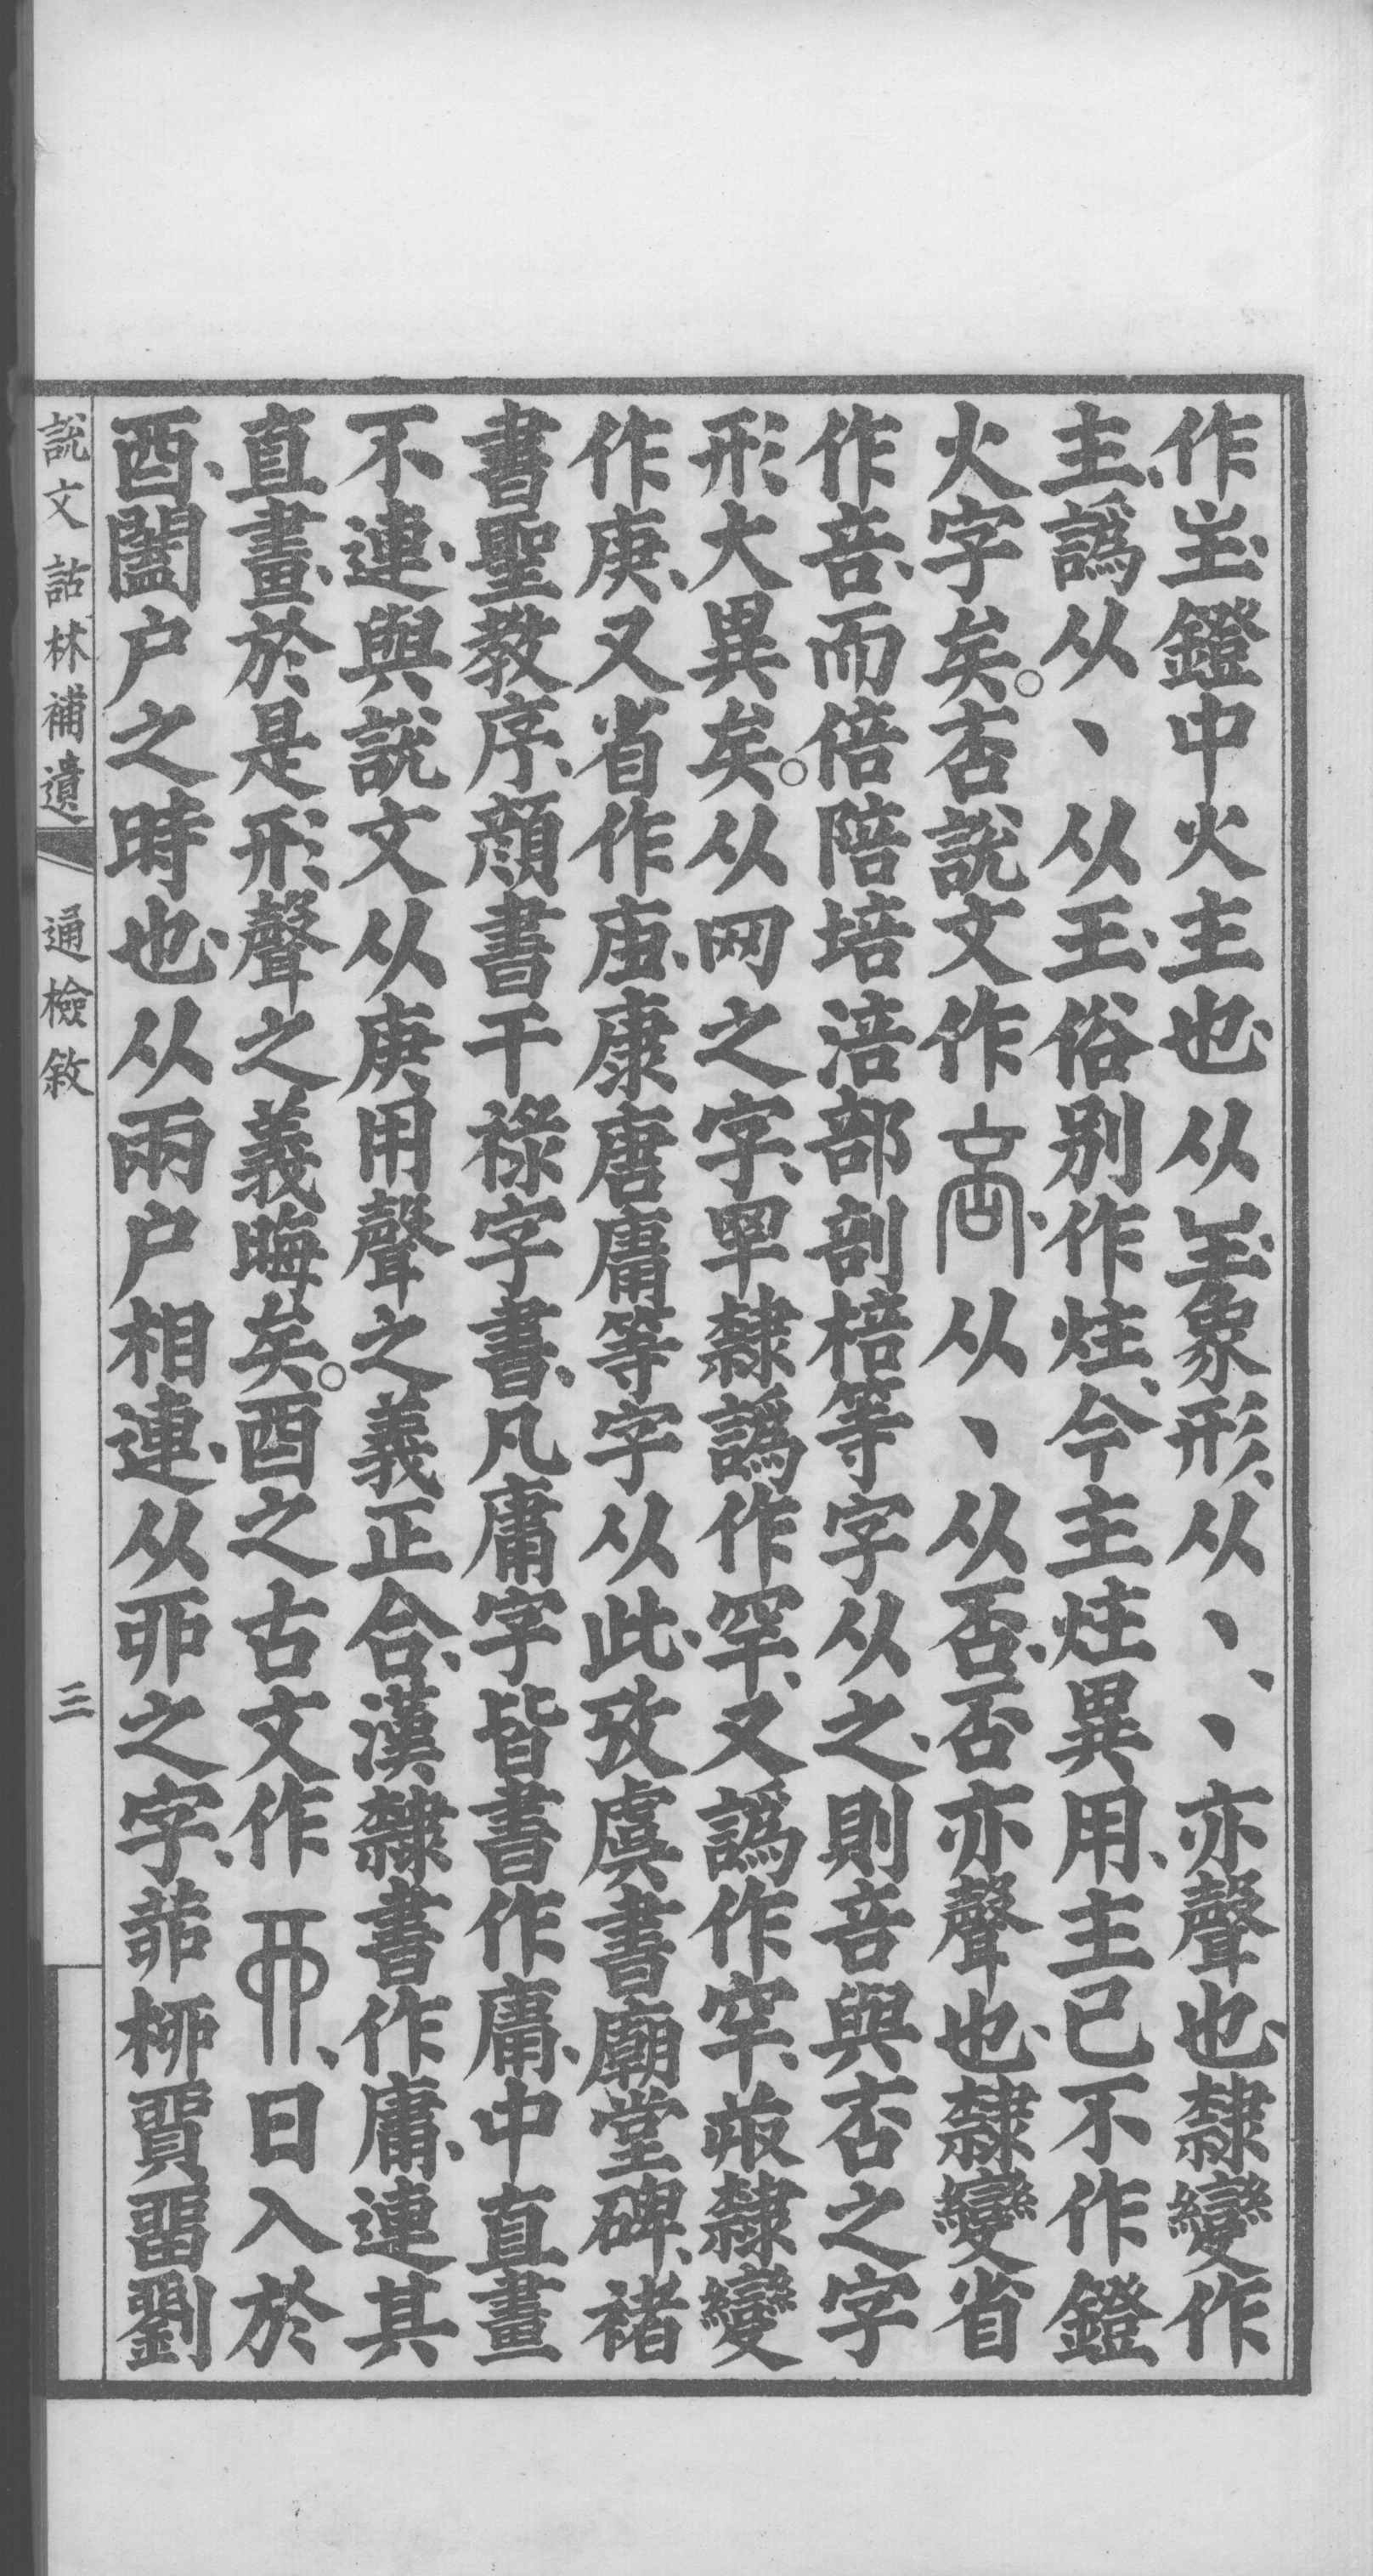 作𡈼、鐙中火主也、从𡈼象形、从丶、丶亦聲也、隸變作
主、譌从丶、从王、俗别作炷、今主炷異用、主已不作鐙
火字矣。杏說文作、从丶、从否、否亦聲也、隸變省
作咅、而倍陪培涪部剖棓等字从之、則咅與否之字
形大異矣。从网之字、罕隸譌作罕、又譌作䍐、庚隸變
作庚、又省作庙、康唐庸等字从此、攷虞書廟堂碑、褚
書聖教序、顏書干祿字書、凡庸字皆書作庸、中直畫
不連、與說文从庚用聲之義正合、漢隸書作庸、連其
直畫、於是形聲之義晦矣。酉之古文作丣、日入於
酉、闔户之時也、从兩户相連、从丣之字、茆桺貿畱劉
說文詁林補遺 通檢敘 三